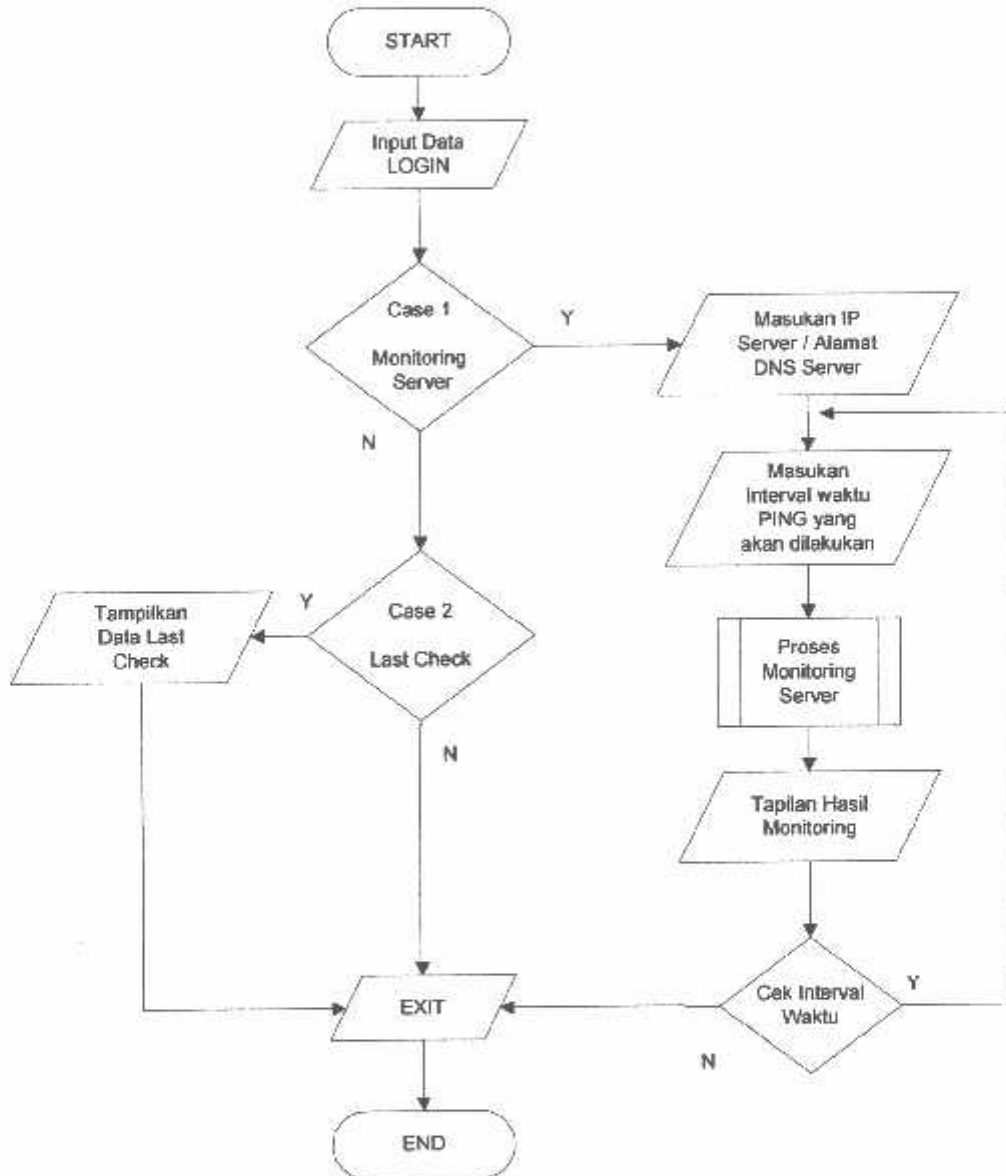 START
Input Data
LOGIN
Case 1
Monitoring
Server
Y
N
Masukan IP
Server / Alamat
DNS Server
Masukan
Interval waktu
PING yang
akan dilakukan
Proses
Monitoring
Server
Tapilan Hasil
Monitoring
Cek Interval
Waktu
Y
N
Case 2
Last Check
Y
N
Tampilkan
Data Last
Check
EXIT
END